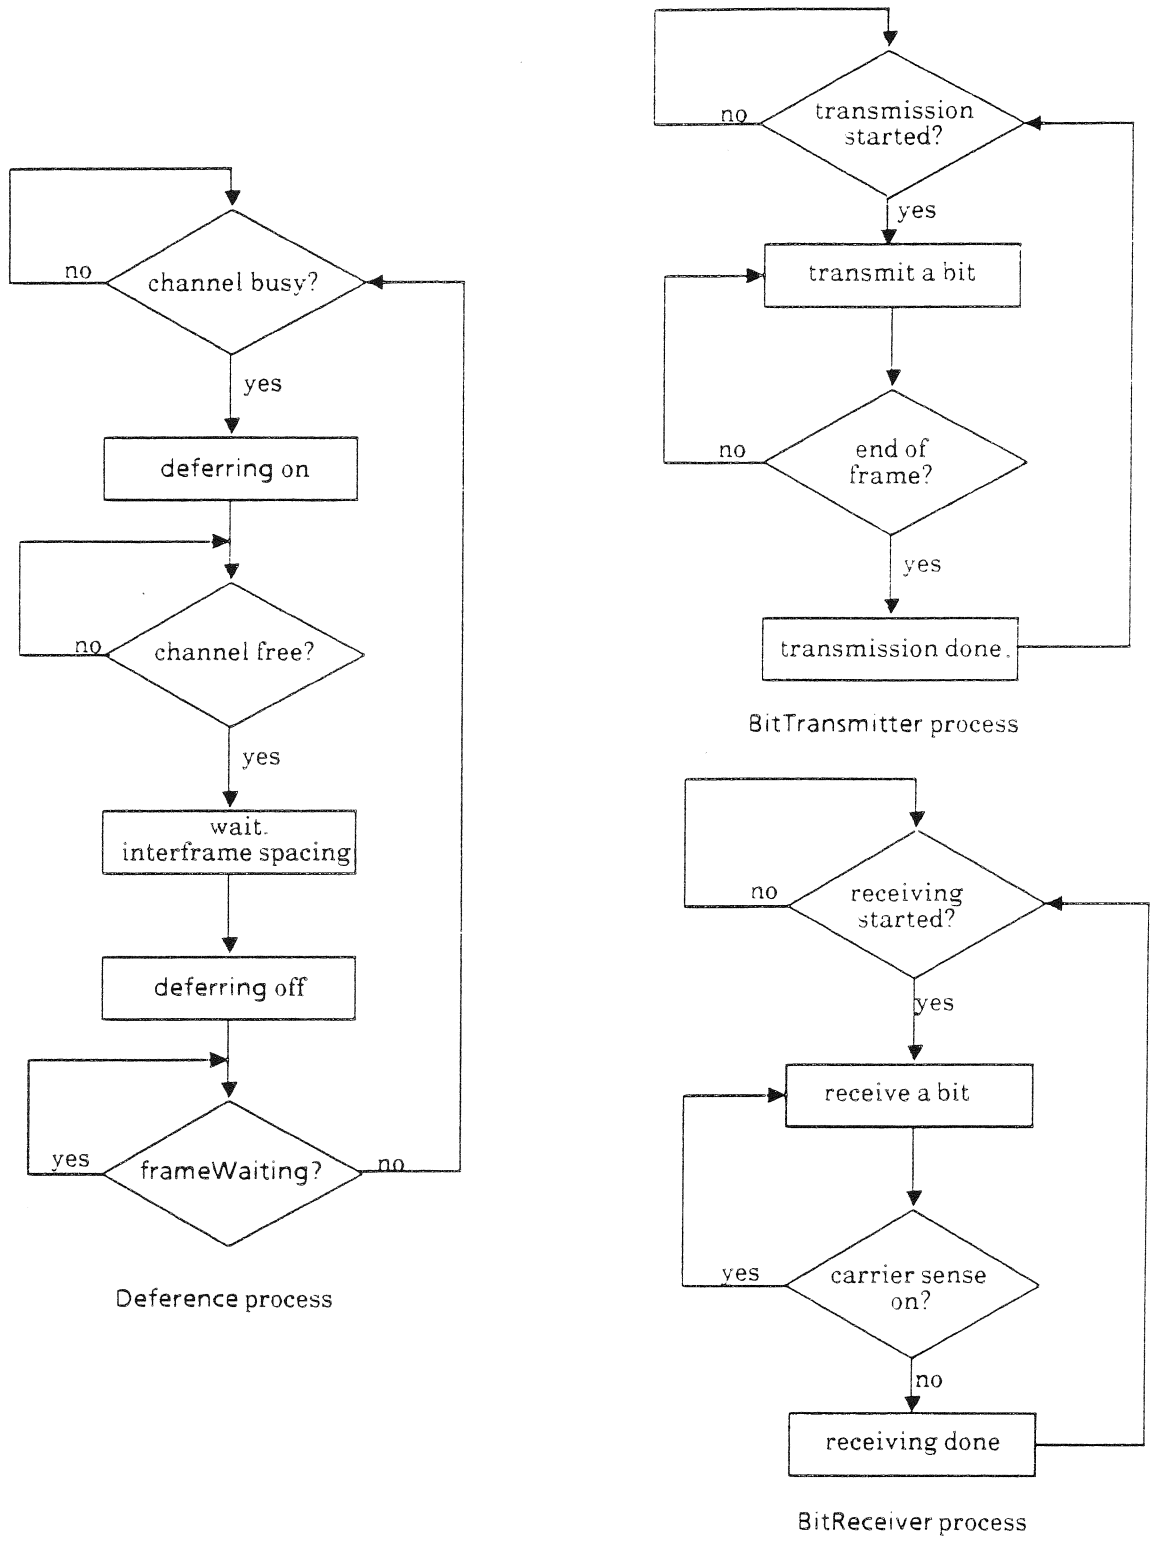 channel busy?
no
yes
deferring on
channel free?
no
yes
wait
interframe spacing
deferring off
frameWaiting?
yes
no
Deference process
transmission
started?
no
yes
transmit a bit
end of
frame?
no
yes
transmission done
BitTransmitter process
receiving
started?
no
yes
receive a bit
carrier sense
on?
yes
no
receiving done
BitReceiver process